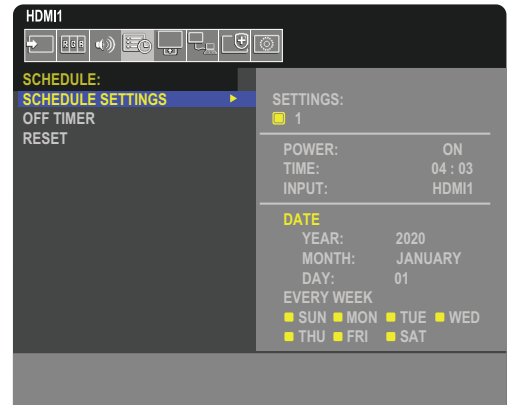 HDMI1
R G B
SCHEDULE:
SCHEDULE SETTINGS
OFF TIMER
RESET
SETTINGS:
1
POWER: ON
TIME: 04 : 03
INPUT: HDMI1
DATE
YEAR: 2020
MONTH: JANUARY
DAY: 01
EVERY WEEK
SUN MON TUE WED
THU FRI SAT